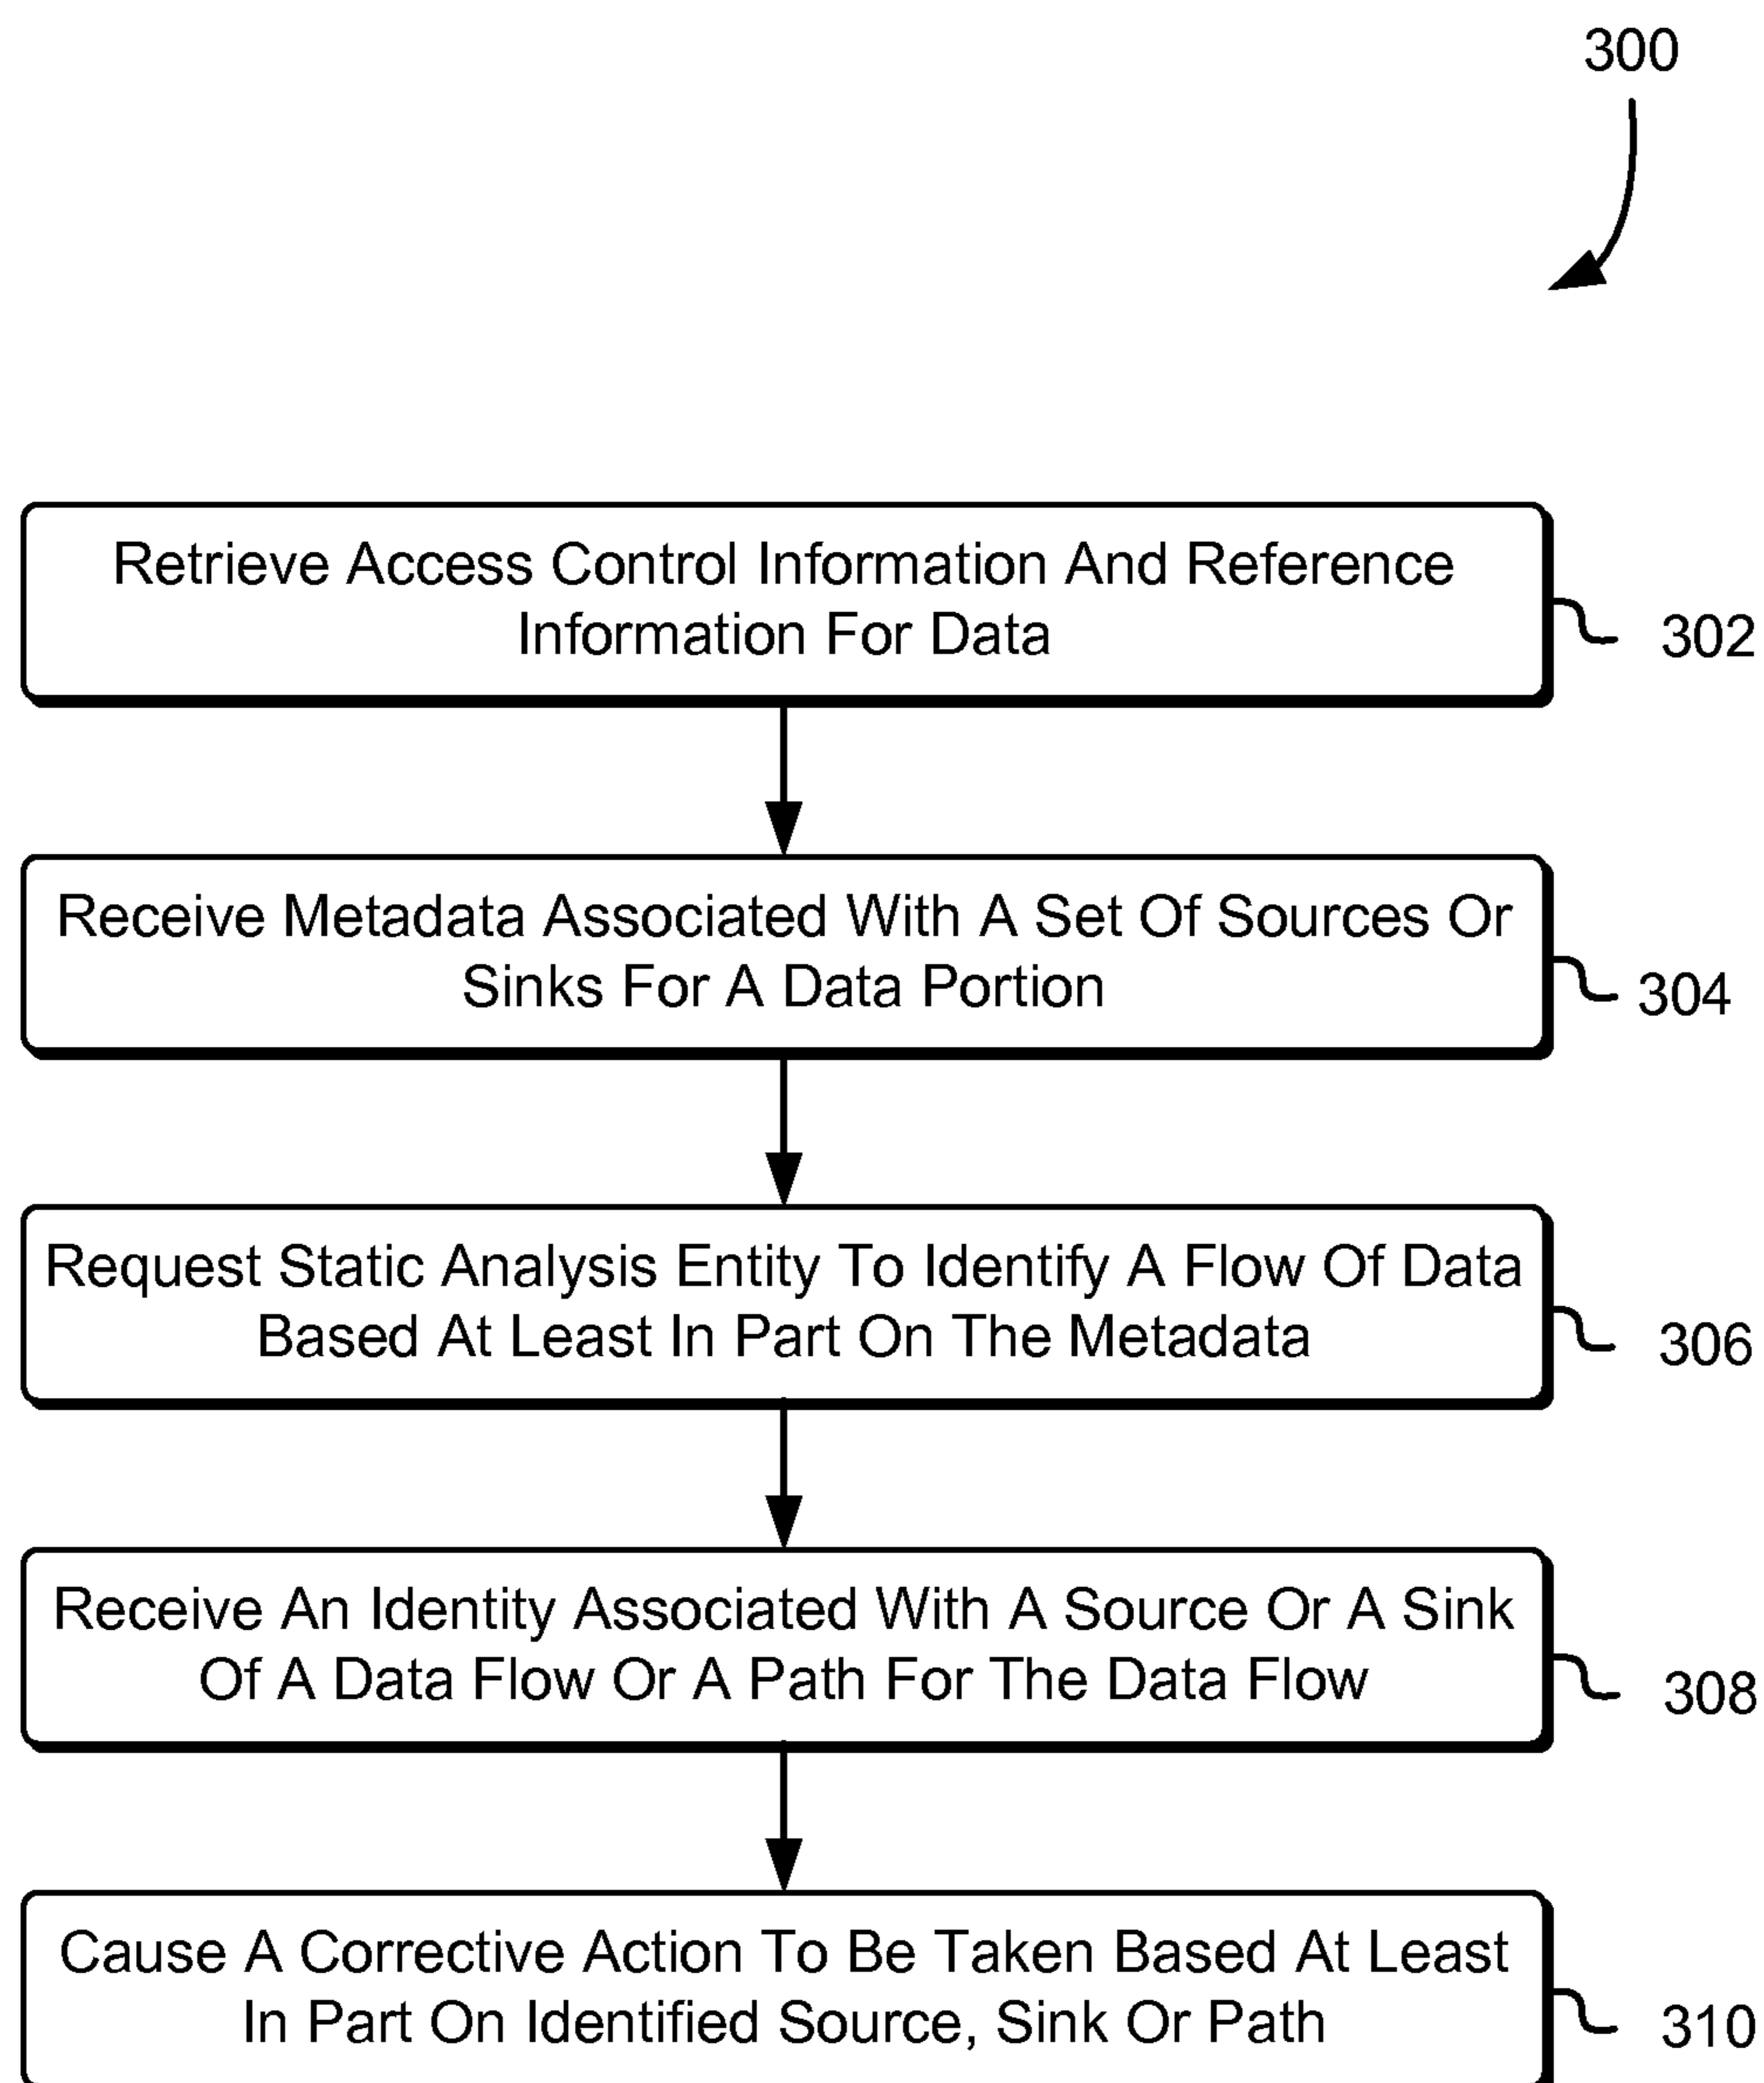 300
Retrieve Access Control Information And Reference
Information For Data
302
Receive Metadata Associated With A Set Of Sources Or
Sinks For A Data Portion
304
Request Static Analysis Entity To Identify A Flow Of Data
Based At Least In Part On The Metadata
306
Receive An Identity Associated With A Source Or A Sink
Of A Data Flow Or A Path For The Data Flow
308
Cause A Corrective Action To Be Taken Based At Least
In Part On Identified Source, Sink Or Path
310